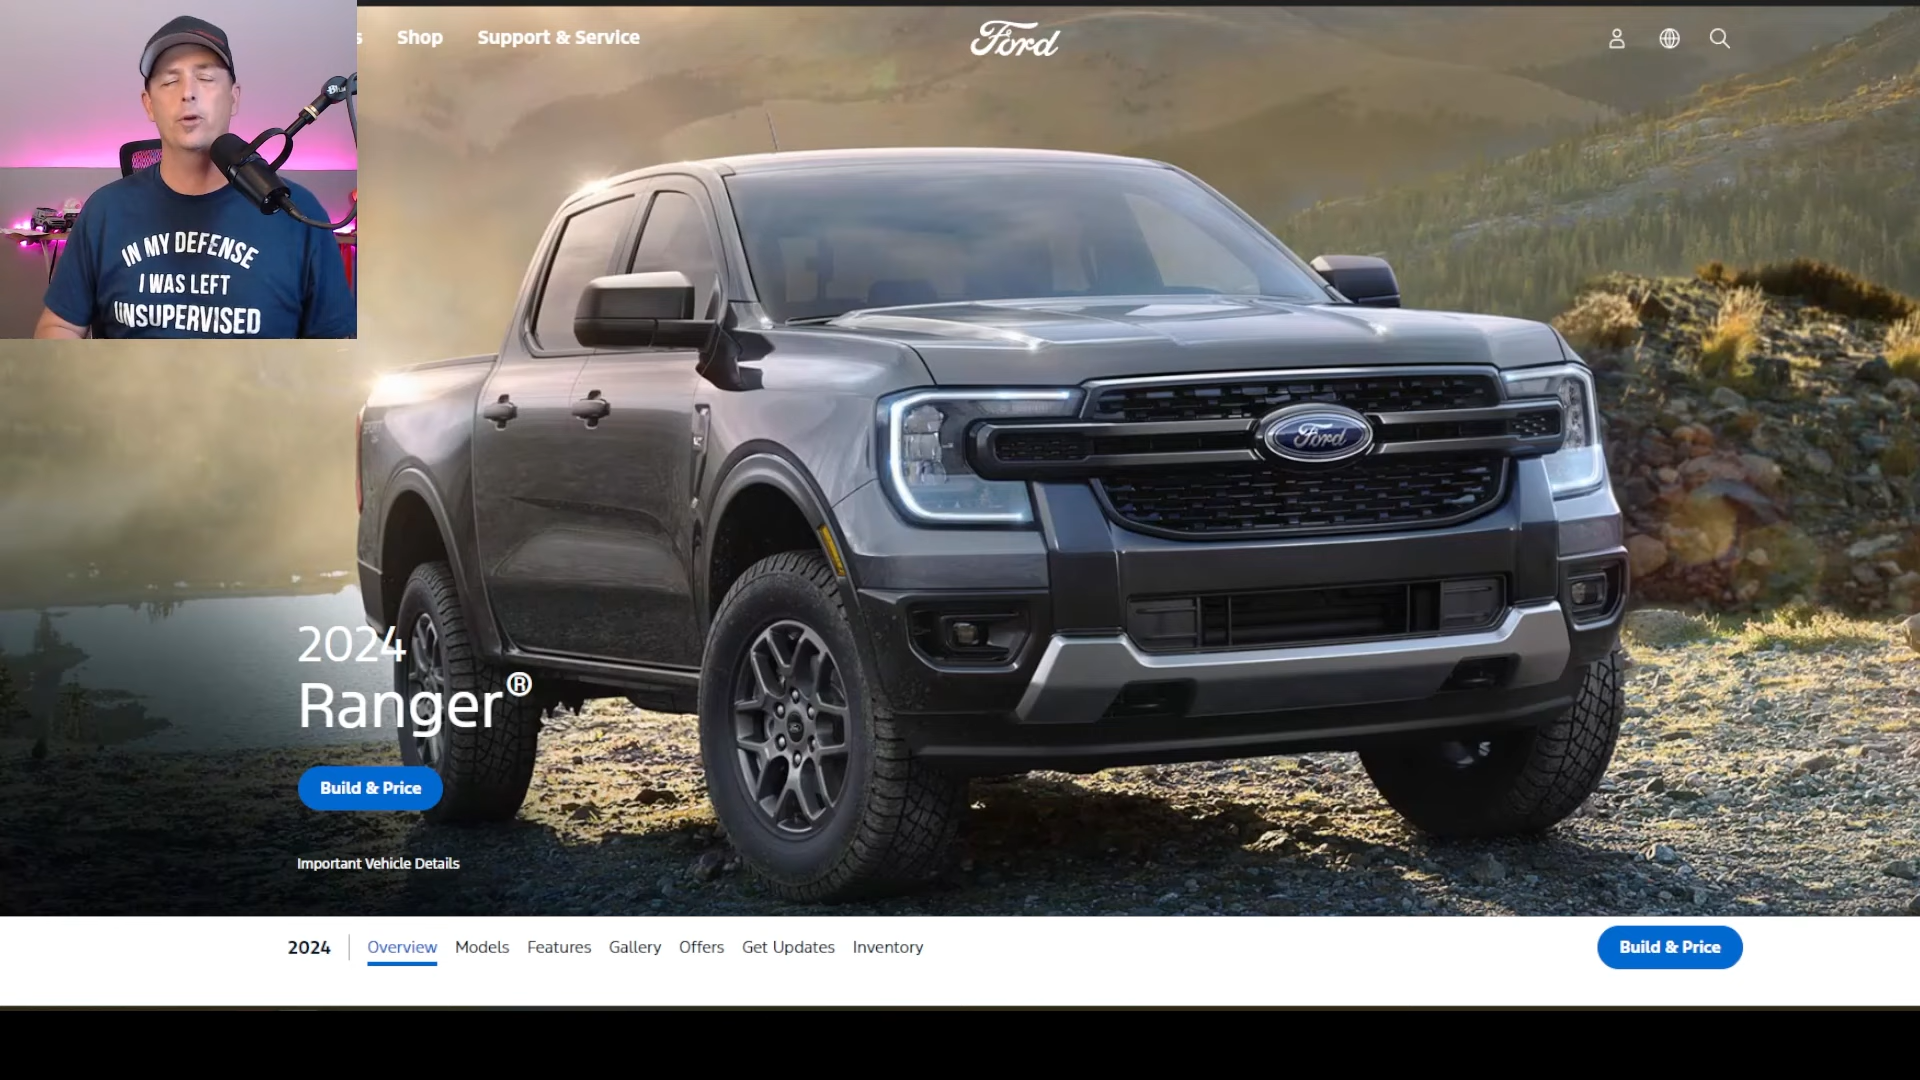 s
Shop
Support & Service
Ford
IN MY DEFENSE
I WAS LEFT
UNSUPERVISED
Ford
2024
Ranger®
Build & Price
Important Vehicle Details
2024
Overview
Models
Features
Gallery
Offers
Get Updates
Inventory
Build & Price